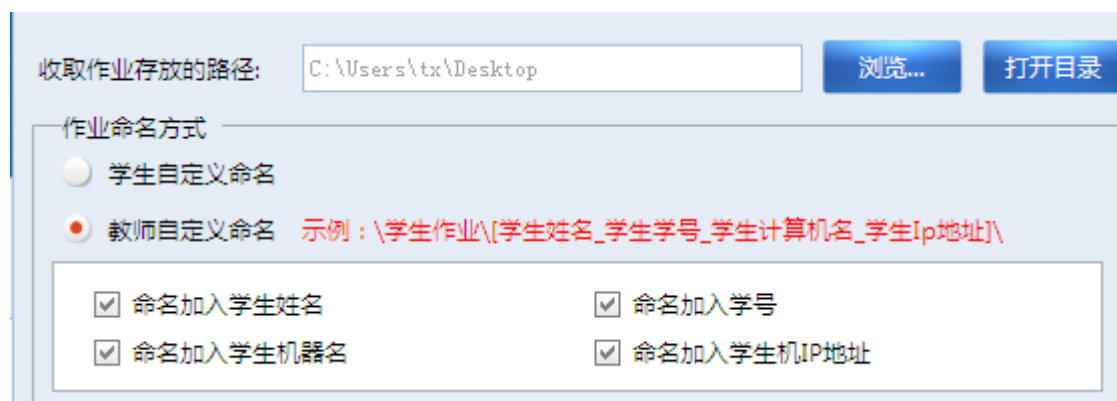 收取作业存放的路径: C:\Users\tx\Desktop 浏览... 打开目录
作业命名方式
学生自定义命名
教师自定义命名 示例：\学生作业\[学生姓名_学生学号_学生计算机名_学生Ip地址]\
命名加入学生姓名 命名加入学号
命名加入学生机器名 命名加入学生机IP地址